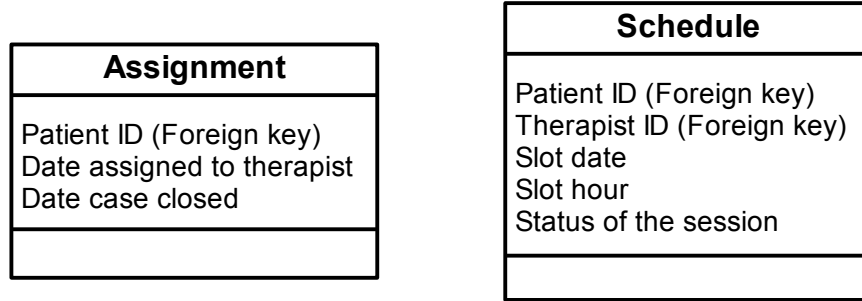 Assignment
Patient ID (Foreign key)
Date assigned to therapist
Date case closed
Schedule
Patient ID (Foreign key)
Therapist ID (Foreign key)
Slot date
Slot hour
Status of the session